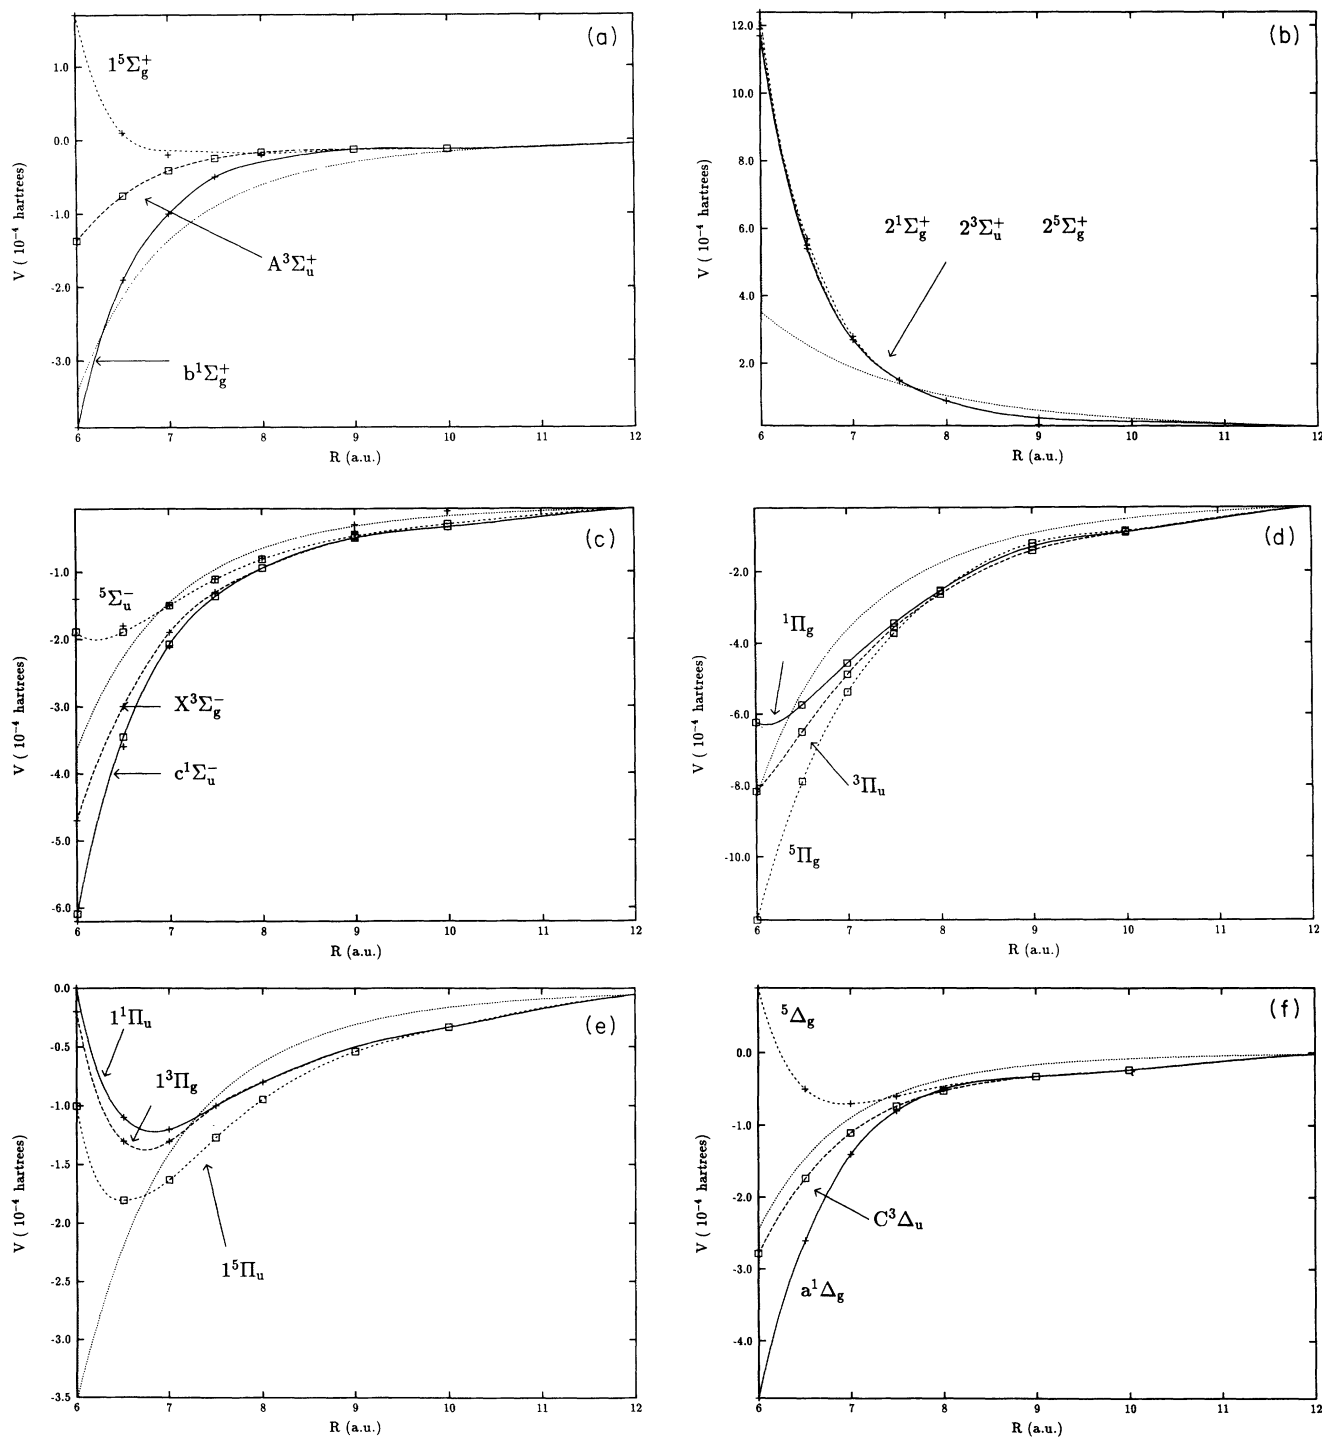 (a)
1.0
0.0
-1.0
-2.0
-3.0
V ( 10⁻⁴ hartrees)
1⁵Σg⁺
A³Σu⁺
b¹Σg⁺
6 7 8 9 10 11 12
R (a.u.)
(b)
12.0
10.0
8.0
6.0
4.0
2.0
V ( 10⁻⁴ hartrees)
2¹Σg⁺ 2³Σu⁺ 2⁵Σg⁺
6 7 8 9 10 11 12
R (a.u.)
(c)
-1.0
-2.0
-3.0
-4.0
-5.0
-6.0
V ( 10⁻⁴ hartrees)
⁵Σu⁻
X³Σg⁻
c¹Σu⁻
6 7 8 9 10 11 12
R (a.u.)
(d)
-2.0
-4.0
-6.0
-8.0
-10.0
V ( 10⁻⁴ hartrees)
¹Πg
³Πu
⁵Πg
6 7 8 9 10 11 12
R (a.u.)
(e)
0.0
-0.5
-1.0
-1.5
-2.0
-2.5
-3.0
-3.5
V ( 10⁻⁴ hartrees)
1¹Πu
1³Πg
1⁵Πu
6 7 8 9 10 11 12
R (a.u.)
(f)
0.0
-1.0
-2.0
-3.0
-4.0
V ( 10⁻⁴ hartrees)
⁵Δg
C³Δu
a¹Δg
6 7 8 9 10 11 12
R (a.u.)